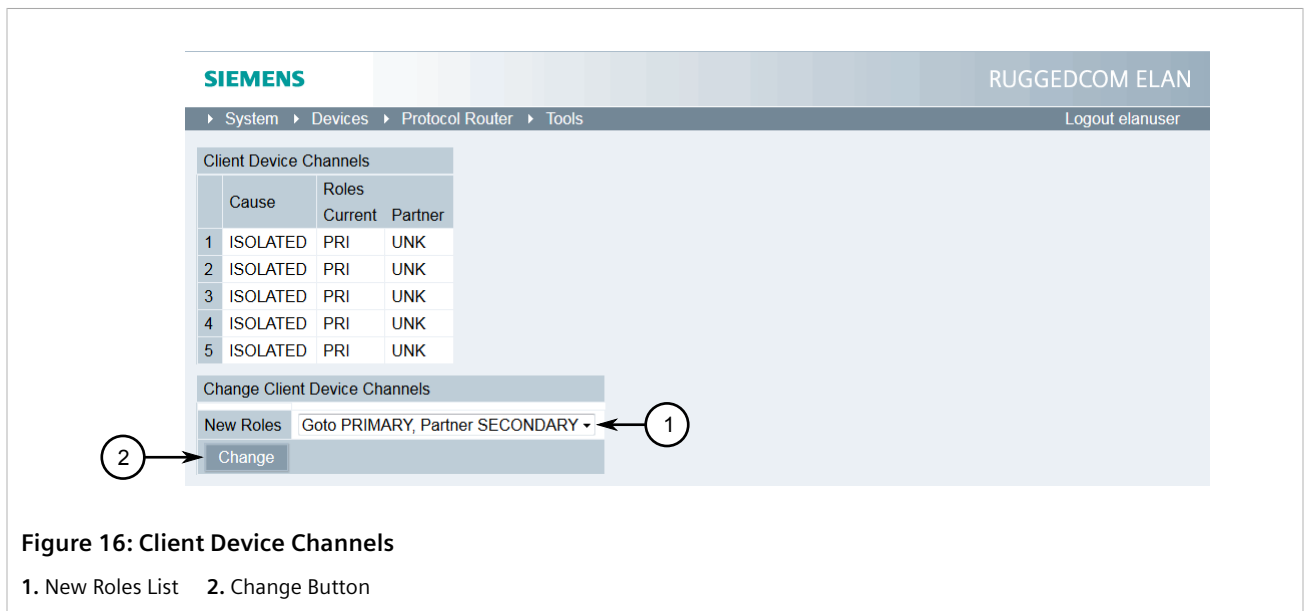 SIEMENS
RUGGEDCOM ELAN
System Devices Protocol Router Tools
Logout elanuser
Client Device Channels
Cause Roles
Current Partner
1 ISOLATED PRI UNK
2 ISOLATED PRI UNK
3 ISOLATED PRI UNK
4 ISOLATED PRI UNK
5 ISOLATED PRI UNK
Change Client Device Channels
New Roles Goto PRIMARY, Partner SECONDARY
1
2
Change
Figure 16: Client Device Channels
1. New Roles List 2. Change Button